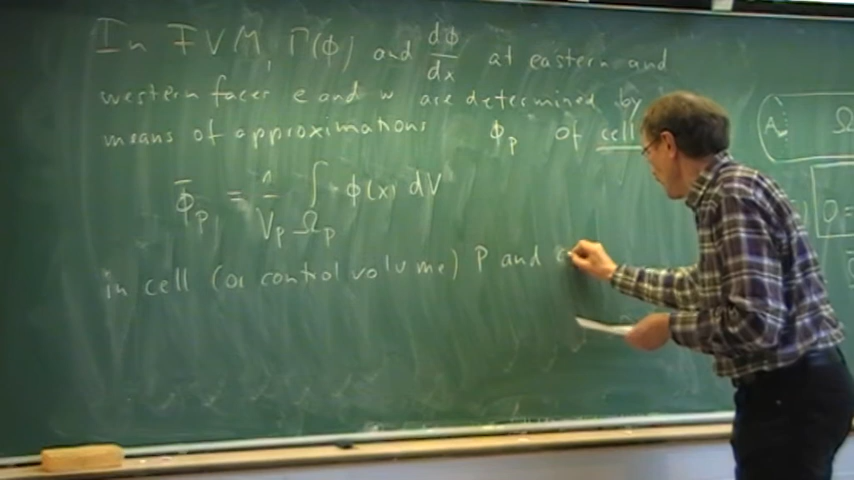 In FVM, Γ(ϕ) and dϕ/dx at eastern and
western faces e and w are determined by
means of approximations ϕ_P of cell
ϕ̄_P = 1/V_P ∫_Ω_P ϕ(x) dV
in cell (or control volume) P and
A
Ω
0=